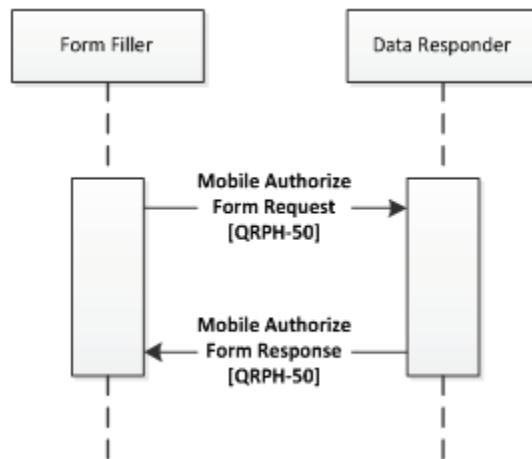 Form Filler
Data Responder
Mobile Authorize
Form Request
[QRPH-50]
Mobile Authorize
Form Response
[QRPH-50]